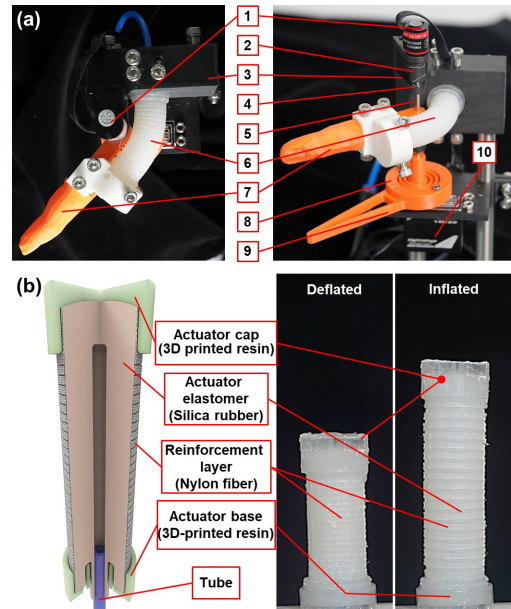 (a)
1
2
3
4
5
6
7
8
9
10
(b)
Deflated
Inflated
Actuator cap
(3D printed resin)
Actuator
elastomer
(Silica rubber)
Reinforcement
layer
(Nylon fiber)
Actuator base
(3D-printed resin)
Tube